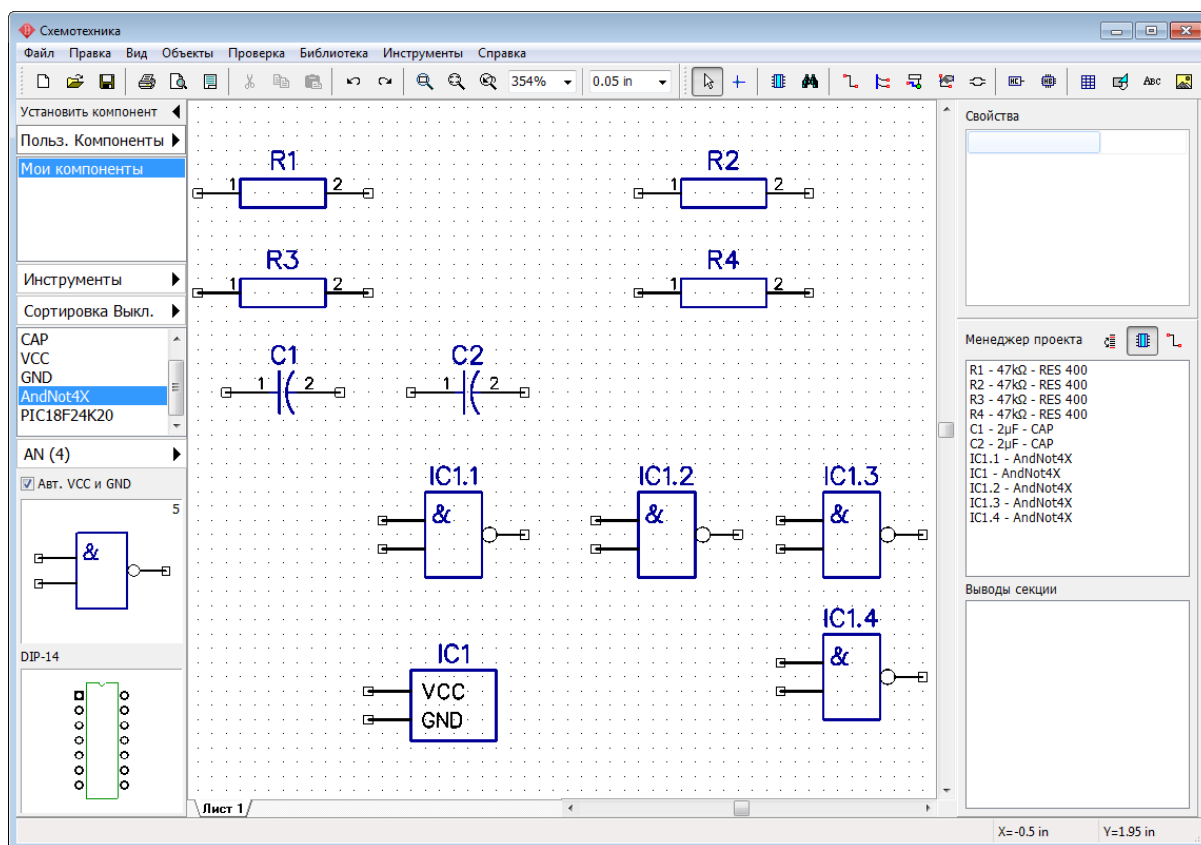 Схемотехника
Файл Правка Вид Объекты Проверка Библиотека Инструменты Справка
354% 0.05 in ABC
Установить компонент
Польз. Компоненты
Мои компоненты
Инструменты
Сортировка Выкл.
CAP
VCC
GND
AndNot4X
PIC18F24K20
AN (4)
Авт. VCC и GND
5
&
DIP-14
R1
1 2
R2
1 2
R3
1 2
R4
1 2
C1
1 2
C2
1 2
IC1.1
&
IC1.2
&
IC1.3
&
IC1.4
&
IC1
VCC
GND
Лист 1
Свойства
Менеджер проекта
R1 - 47kΩ - RES 400
R2 - 47kΩ - RES 400
R3 - 47kΩ - RES 400
R4 - 47kΩ - RES 400
C1 - 2µF - CAP
C2 - 2µF - CAP
IC1.1 - AndNot4X
IC1 - AndNot4X
IC1.2 - AndNot4X
IC1.3 - AndNot4X
IC1.4 - AndNot4X
Выводы секции
X=-0.5 in Y=1.95 in